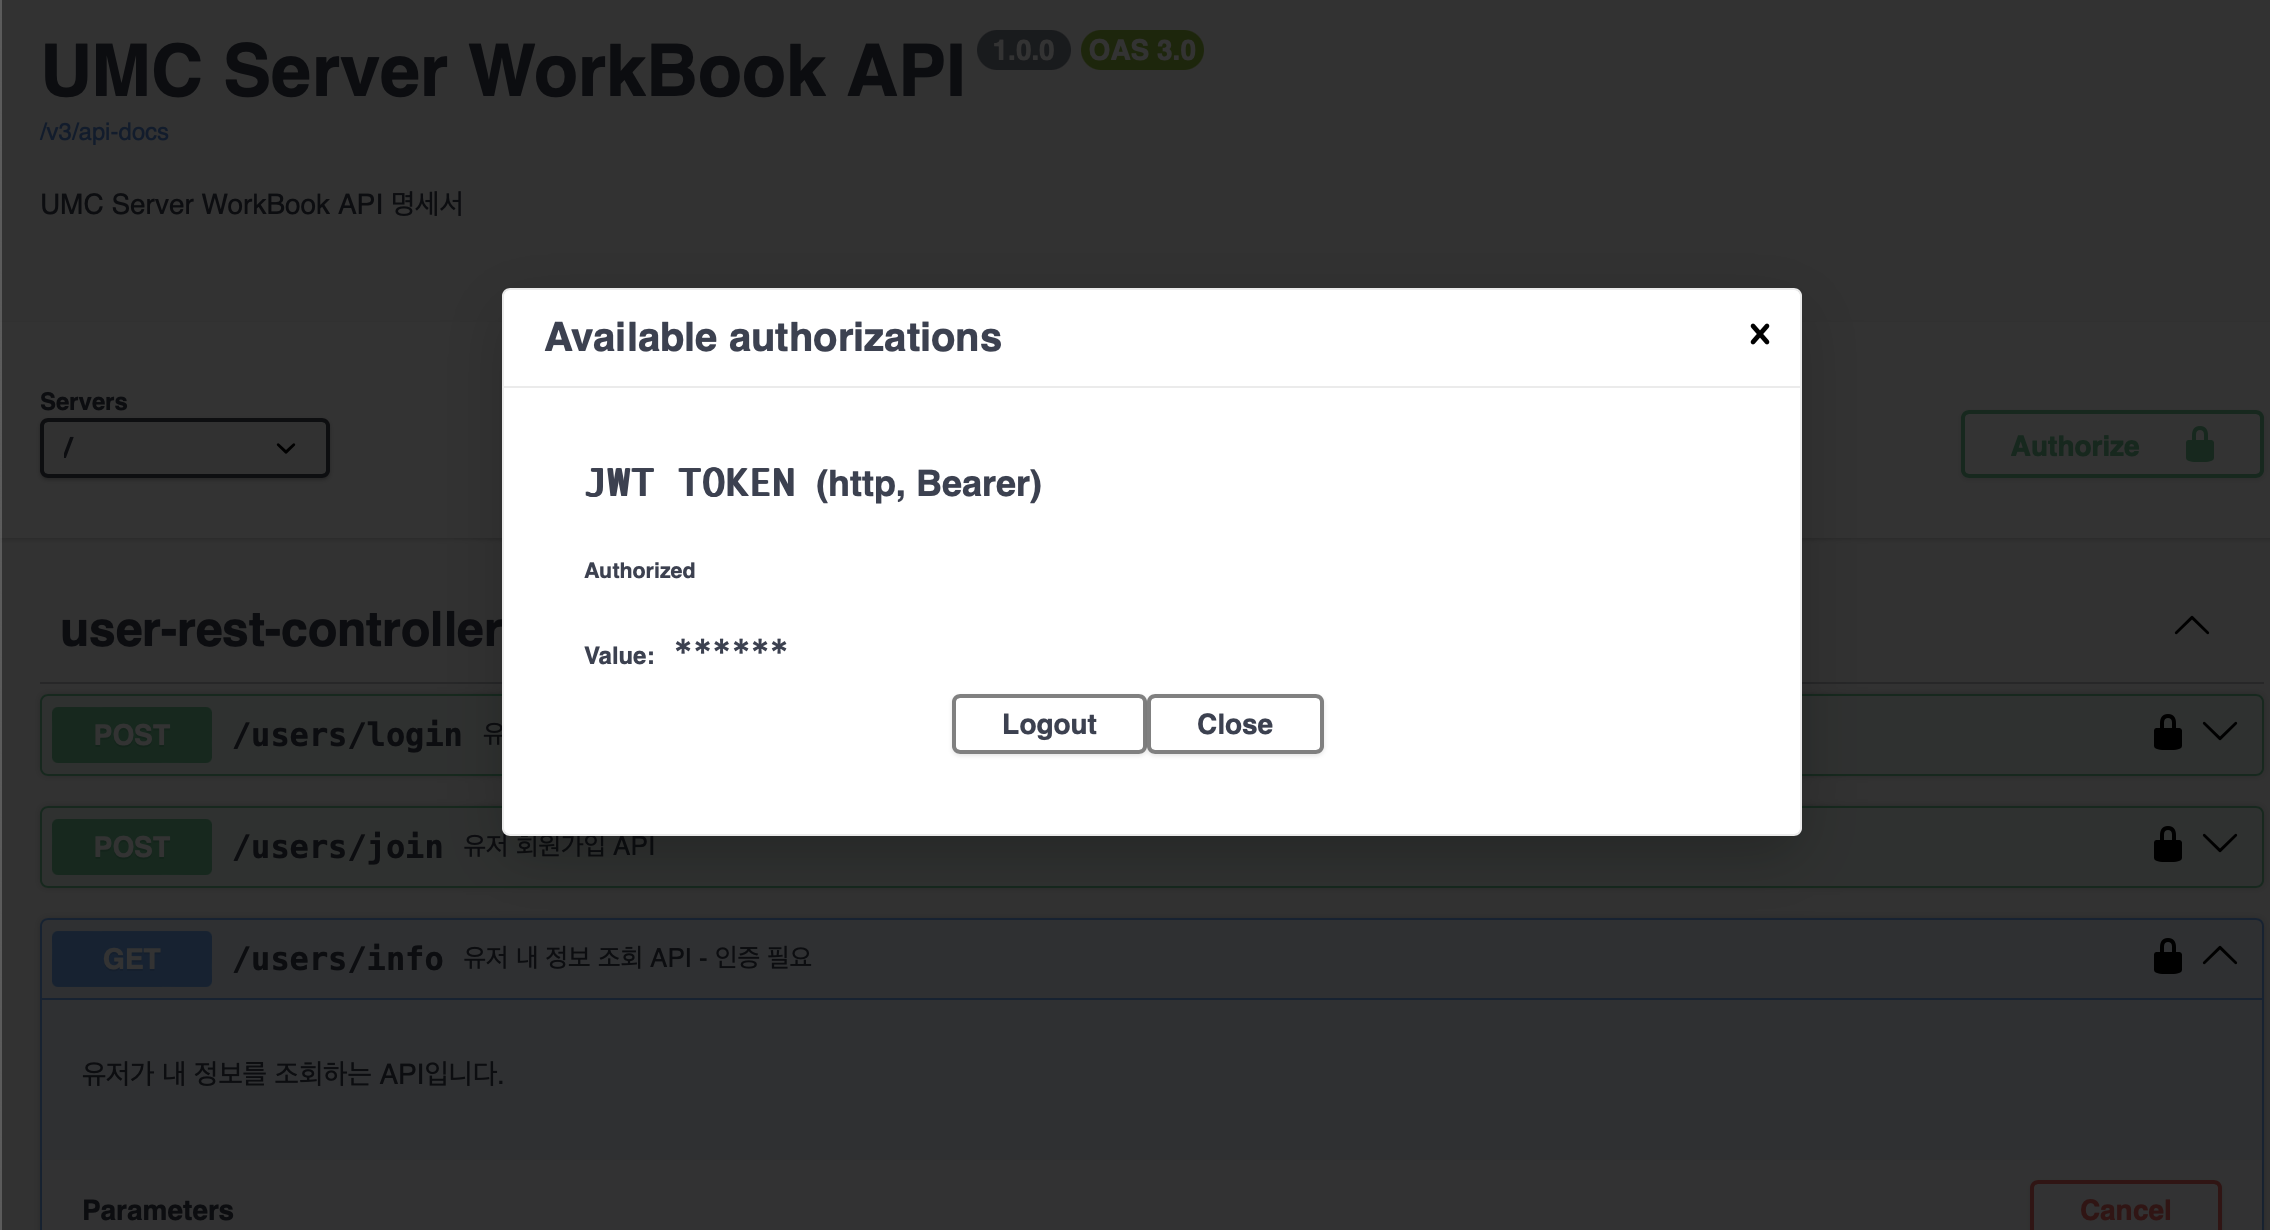 UMC Server WorkBook API 1.0.0 OAS 3.0
/v3/api-docs
UMC Server WorkBook API 명세서
Available authorizations
Servers
/
Authorize
JWT TOKEN (http, Bearer)
Authorized
Value: ******
Logout Close
user-rest-controller
POST /users/login
POST /users/join 유저 회원가입 API
GET /users/info 유저 내 정보 조회 API - 인증 필요
유저가 내 정보를 조회하는 API입니다.
Parameters
Cancel